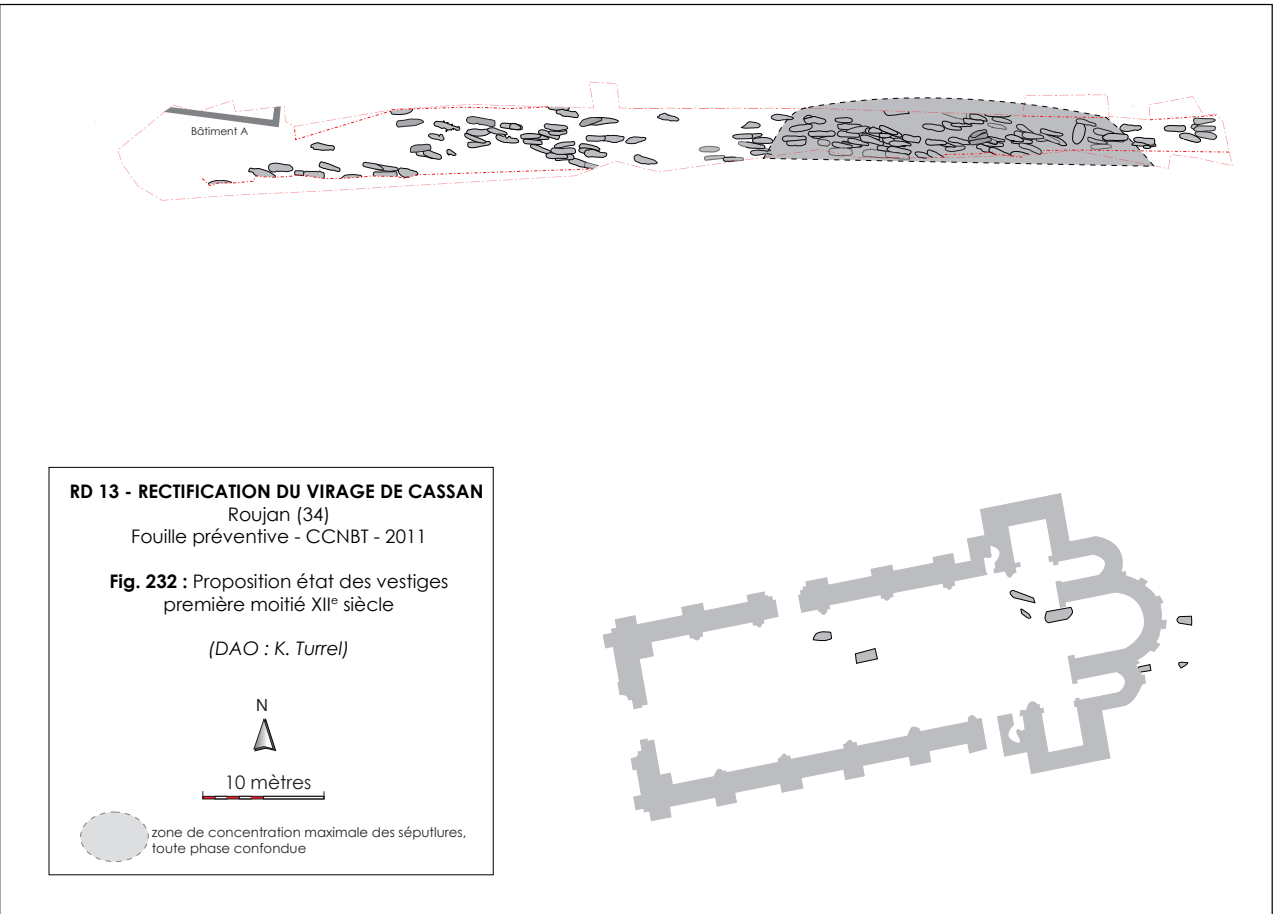 Bâtiment A
RD 13 - RECTIFICATION DU VIRAGE DE CASSAN
Roujan (34)
Fouille préventive - CCNBT - 2011
Fig. 232 : Proposition état des vestiges
première moitié XIIe siècle
(DAO : K. Turrel)
N
10 mètres
zone de concentration maximale des séputlures,
toute phase confondue